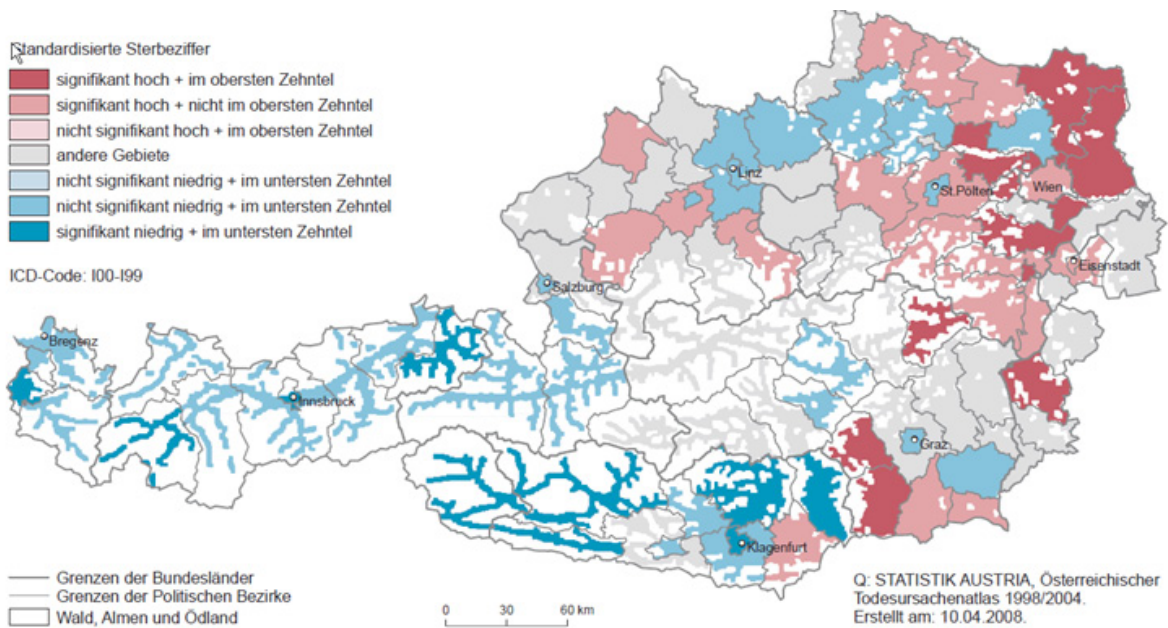 Standardisierte Sterbeziffer
signifikant hoch + im obersten Zehntel
signifikant hoch + nicht im obersten Zehntel
nicht signifikant hoch + im obersten Zehntel
andere Gebiete
nicht signifikant niedrig + im untersten Zehntel
nicht signifikant niedrig + im untersten Zehntel
signifikant niedrig + im untersten Zehntel
ICD-Code: I00-I99
Linz
St.Pölten
Wien
Eisenstadt
Salzburg
Bregenz
Innsbruck
Graz
Klagenfurt
Grenzen der Bundesländer
Grenzen der Politischen Bezirke
Wald, Almen und Ödland
0 30 60 km
Q: STATISTIK AUSTRIA, Österreichischer
Todesursachenatlas 1998/2004.
Erstellt am: 10.04.2008.